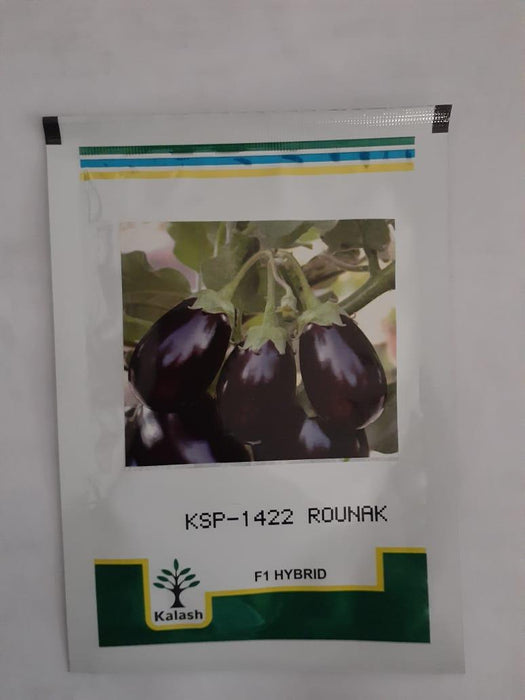 KSP-1422 ROUNAK
F1 HYBRID
Kalash